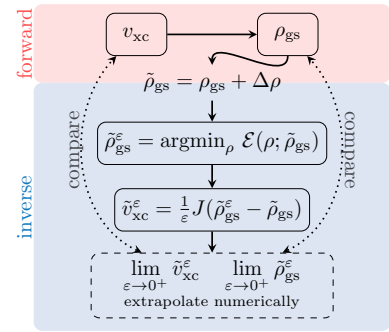 forward
v_xc
ρ_gs
ρ̃_gs = ρ_gs + Δρ
inverse
compare
compare
ρ̃^ε_gs = argmin_ρ ℰ(ρ; ρ̃_gs)
ṽ^ε_xc = 1/ε J(ρ̃^ε_gs − ρ̃_gs)
lim_{ε→0⁺} ṽ^ε_xc lim_{ε→0⁺} ρ̃^ε_gs
extrapolate numerically